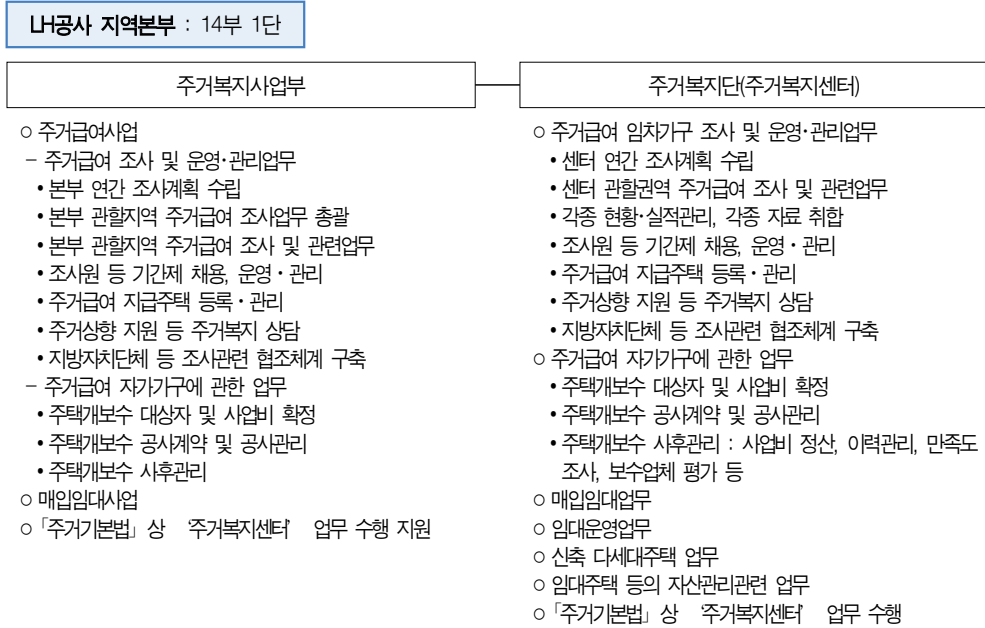 LH공사 지역본부 : 14부 1단
주거복지사업부
○ 주거급여사업
- 주거급여 조사 및 운영·관리업무
• 본부 연간 조사계획 수립
• 본부 관할지역 주거급여 조사업무 총괄
• 본부 관할지역 주거급여 조사 및 관련업무
• 조사원 등 기간제 채용, 운영・관리
• 주거급여 지급주택 등록・관리
• 주거상향 지원 등 주거복지 상담
• 지방자치단체 등 조사관련 협조체계 구축
- 주거급여 자가가구에 관한 업무
• 주택개보수 대상자 및 사업비 확정
• 주택개보수 공사계약 및 공사관리
• 주택개보수 사후관리
○ 매입임대사업
○ 「주거기본법」상 ‘주거복지센터’ 업무 수행 지원
주거복지단(주거복지센터)
○ 주거급여 임차가구 조사 및 운영·관리업무
• 센터 연간 조사계획 수립
• 센터 관할권역 주거급여 조사 및 관련업무
• 각종 현황·실적관리, 각종 자료 취합
• 조사원 등 기간제 채용, 운영・관리
• 주거급여 지급주택 등록・관리
• 주거상향 지원 등 주거복지 상담
• 지방자치단체 등 조사관련 협조체계 구축
○ 주거급여 자가가구에 관한 업무
• 주택개보수 대상자 및 사업비 확정
• 주택개보수 공사계약 및 공사관리
• 주택개보수 사후관리 : 사업비 정산, 이력관리, 만족도
조사, 보수업체 평가 등
○ 매입임대업무
○ 임대운영업무
○ 신축 다세대주택 업무
○ 임대주택 등의 자산관리관련 업무
○ 「주거기본법」상 ‘주거복지센터’ 업무 수행